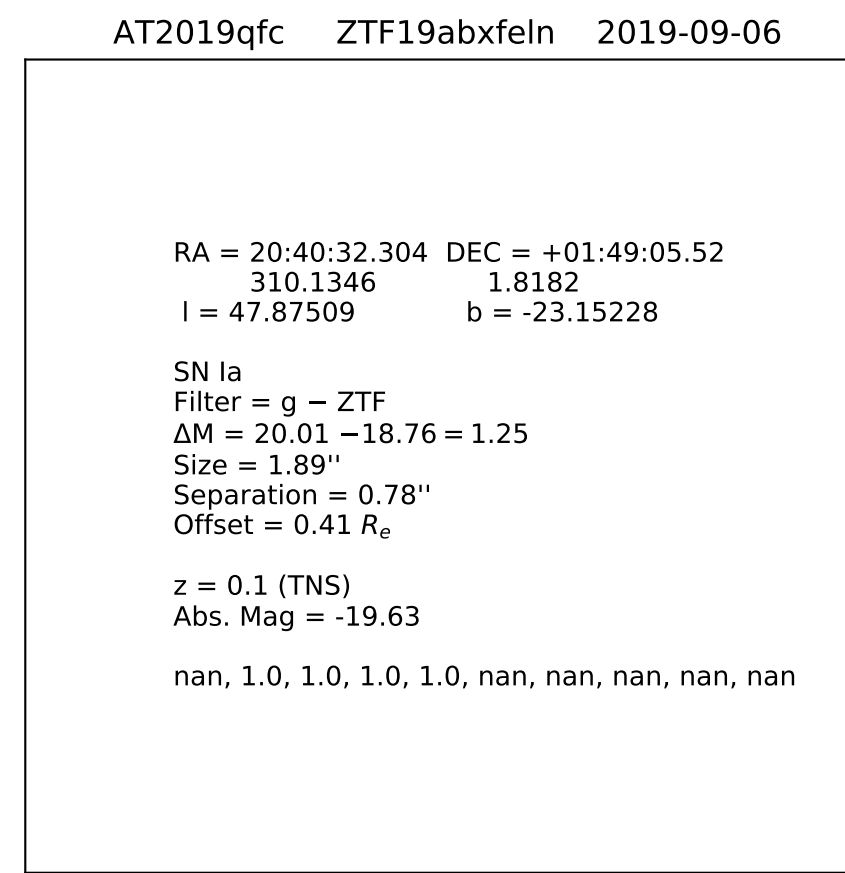 AT2019qfc ZTF19abxfeln 2019-09-06
RA = 20:40:32.304 DEC = +01:49:05.52
310.1346 1.8182
l = 47.87509 b = -23.15228
SN Ia
Filter = g − ZTF
ΔM = 20.01 −18.76 = 1.25
Size = 1.89''
Separation = 0.78''
Offset = 0.41 Rₑ
z = 0.1 (TNS)
Abs. Mag = -19.63
nan, 1.0, 1.0, 1.0, 1.0, nan, nan, nan, nan, nan